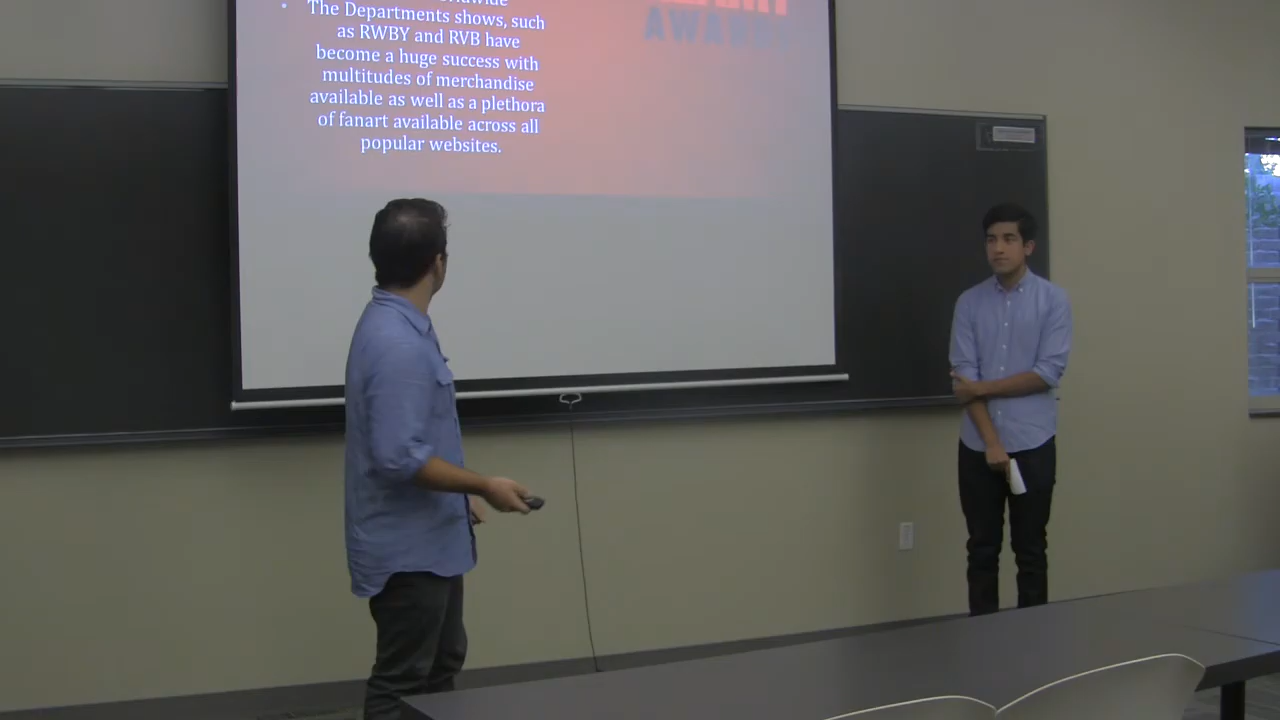 The Departments shows, such
as RWBY and RVB have
become a huge success with
multitudes of merchandise
available as well as a plethora
of fanart available across all
popular websites.
AWARDS